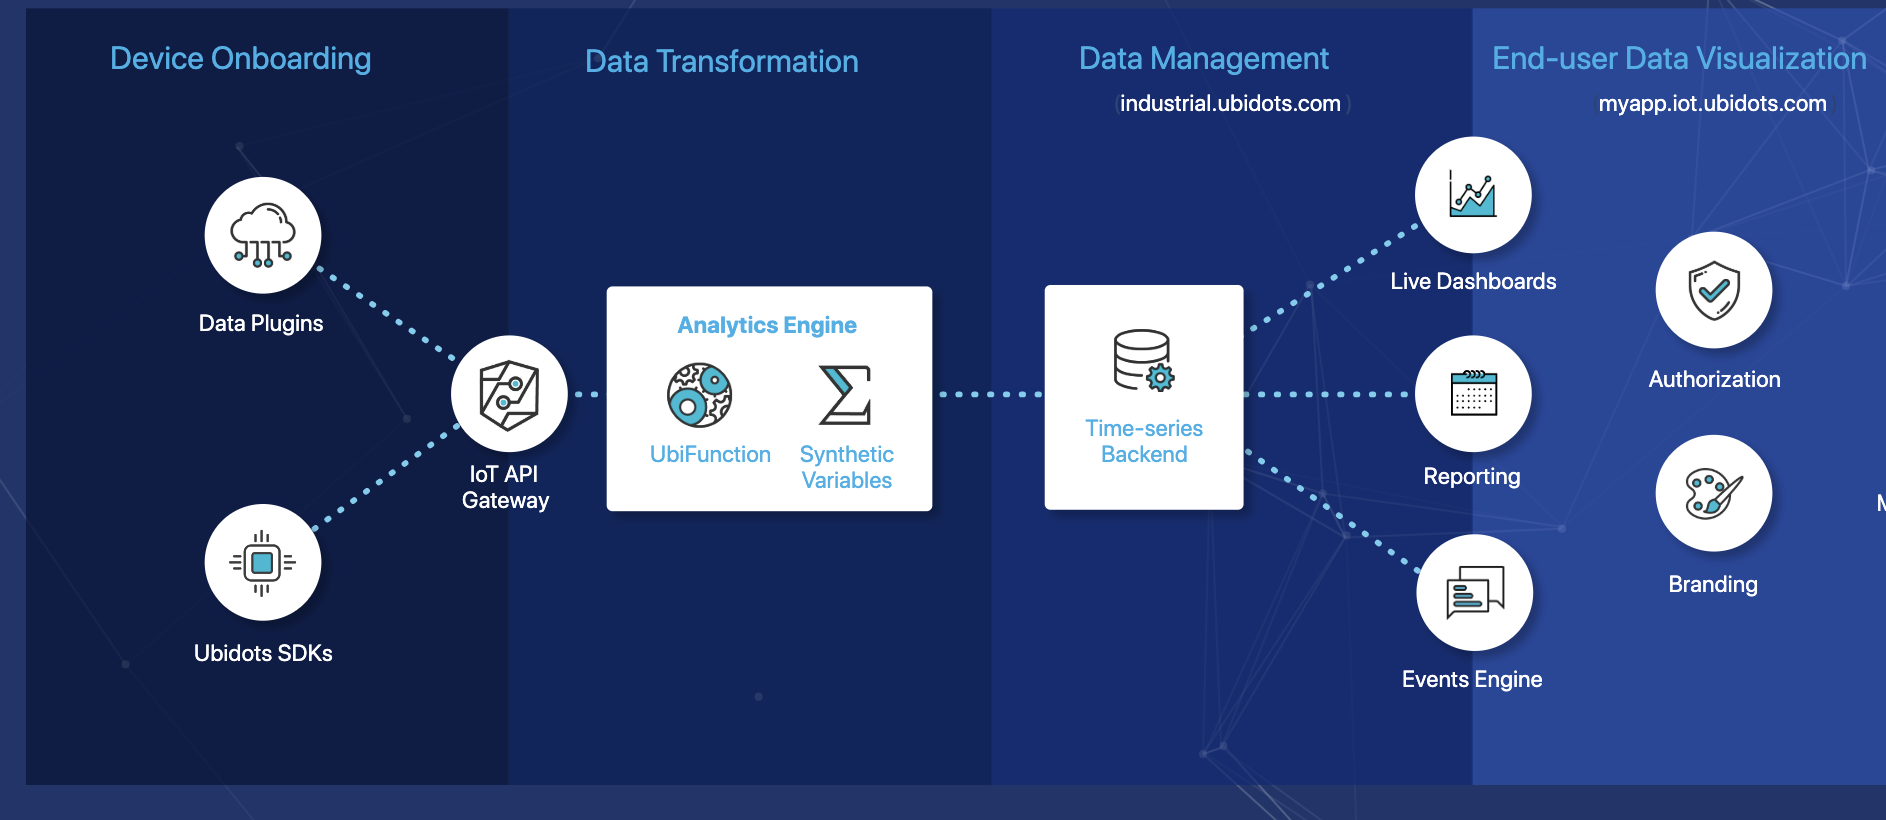 Device Onboarding
Data Transformation
Data Management
(industrial.ubidots.com )
End-user Data Visualization
myapp.iot.ubidots.com
Data Plugins
Ubidots SDKs
IoT API
Gateway
Analytics Engine
UbiFunction
Synthetic
Variables
Time-series
Backend
Live Dashboards
Reporting
Events Engine
Authorization
Branding